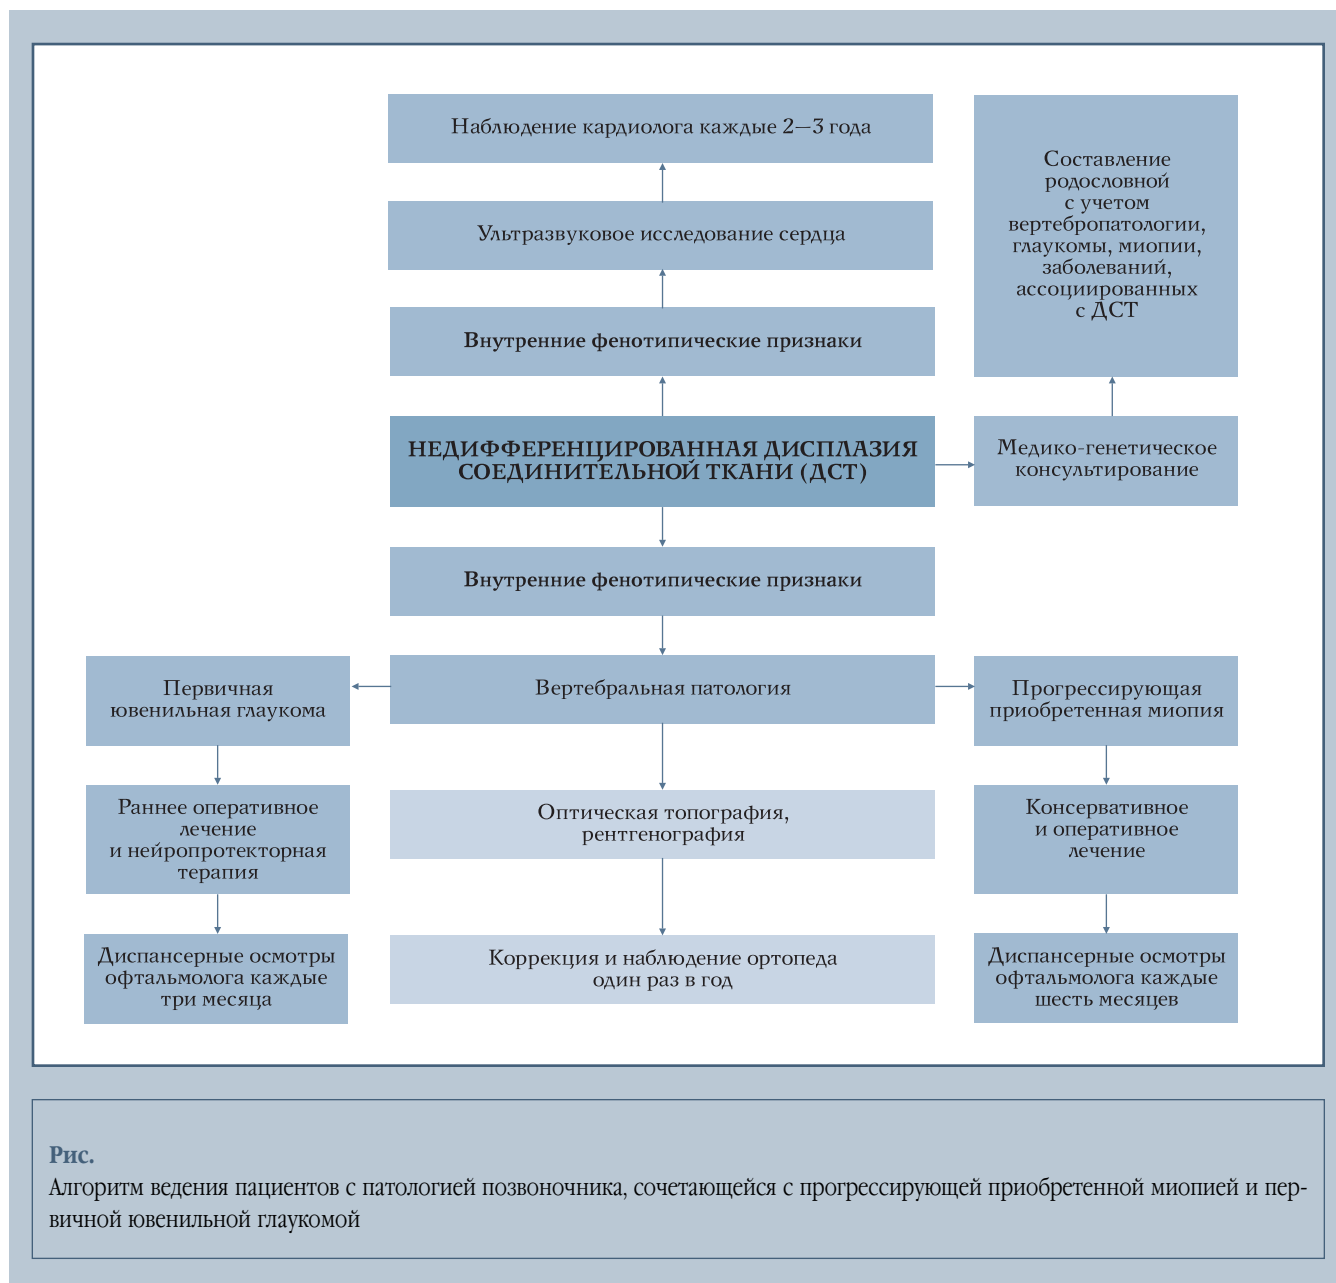 Наблюдение кардиолога каждые 2—3 года
Ультразвуковое исследование сердца
Внутренние фенотипические признаки
Составление
родословной
с учетом
вертебропатологии,
глаукомы, миопии,
заболеваний,
ассоциированных
с ДСТ
НЕДИФФЕРЕНЦИРОВАННАЯ ДИСПЛАЗИЯ
СОЕДИНИТЕЛЬНОЙ ТКАНИ (ДСТ)
Медико-генетическое
консультирование
Внутренние фенотипические признаки
Первичная
ювенильная глаукома
Вертебральная патология
Прогрессирующая
приобретенная миопия
Раннее оперативное
лечение
и нейропротекторная
терапия
Оптическая топография,
рентгенография
Консервативное
и оперативное
лечение
Диспансерные осмотры
офтальмолога каждые
три месяца
Коррекция и наблюдение ортопеда
один раз в год
Диспансерные осмотры
офтальмолога каждые
шесть месяцев
Рис.
Алгоритм ведения пациентов с патологией позвоночника, сочетающейся с прогрессирующей приобретенной миопией и пер-
вичной ювенильной глаукомой